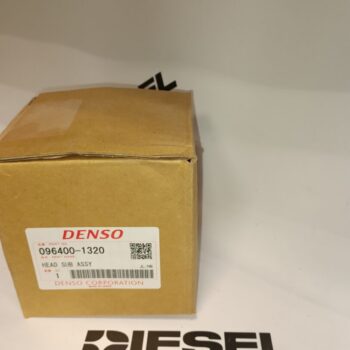 DENSO
096400-1320
HEAD SUB ASSY
1
DENSO CORPORATION
DIESEL